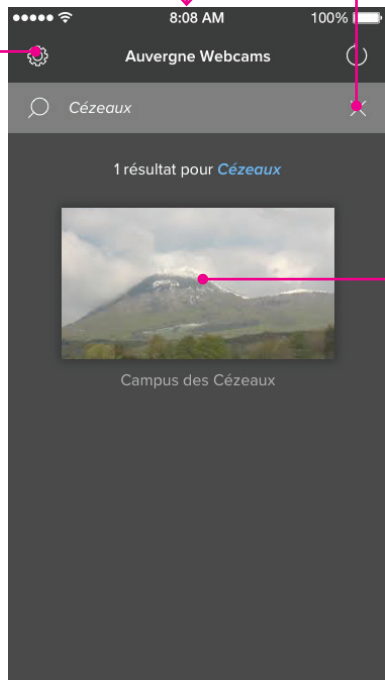 8:08 AM 100%
Auvergne Webcams
Cézeaux
1 résultat pour Cézeaux
Campus des Cézeaux